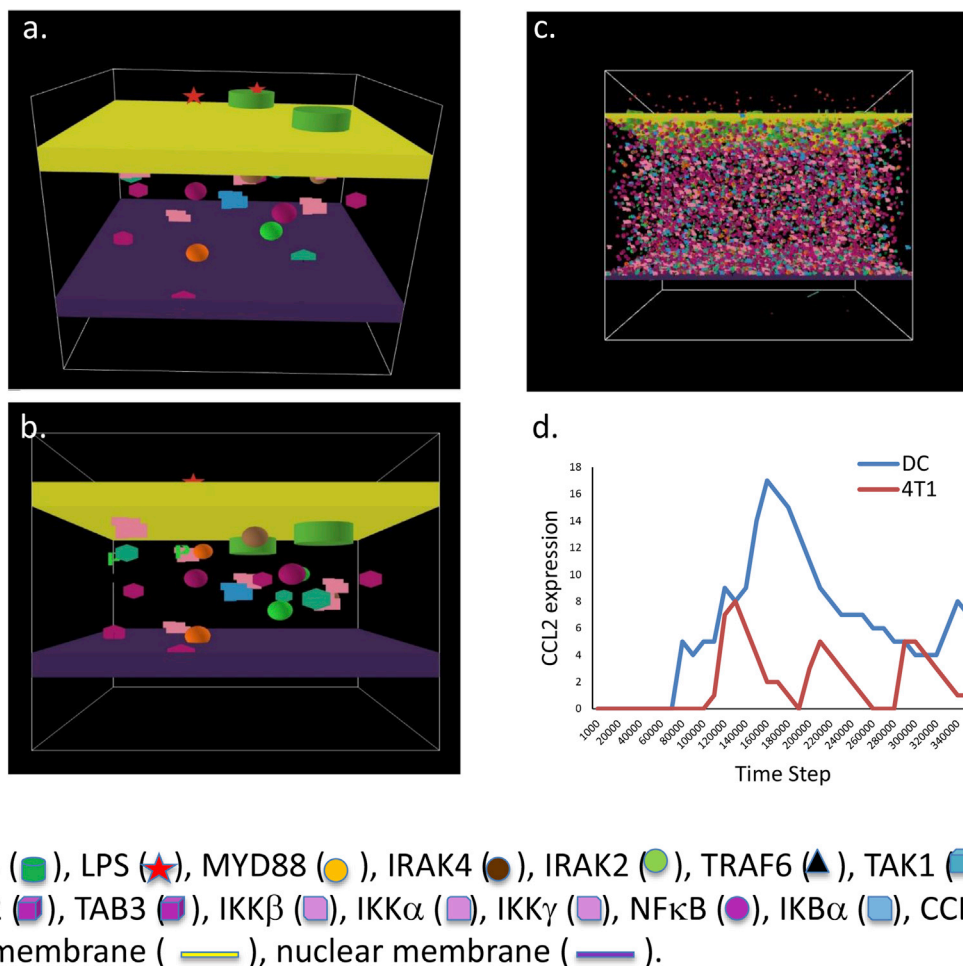 a.
c.
b.
d.
DC
4T1
CCL2 expression
18
16
14
12
10
8
6
4
2
0
1000
20000
40000
60000
80000
100000
120000
140000
160000
180000
200000
220000
240000
260000
280000
300000
320000
340000
Time Step
( ), LPS ( ), MYD88 ( ), IRAK4 ( ), IRAK2 ( ), TRAF6 ( ), TAK1 (
( ), TAB3 ( ), IKKβ ( ), IKKα ( ), IKKγ ( ), NFκB ( ), IKBα ( ), CCL
membrane ( ), nuclear membrane ( ).